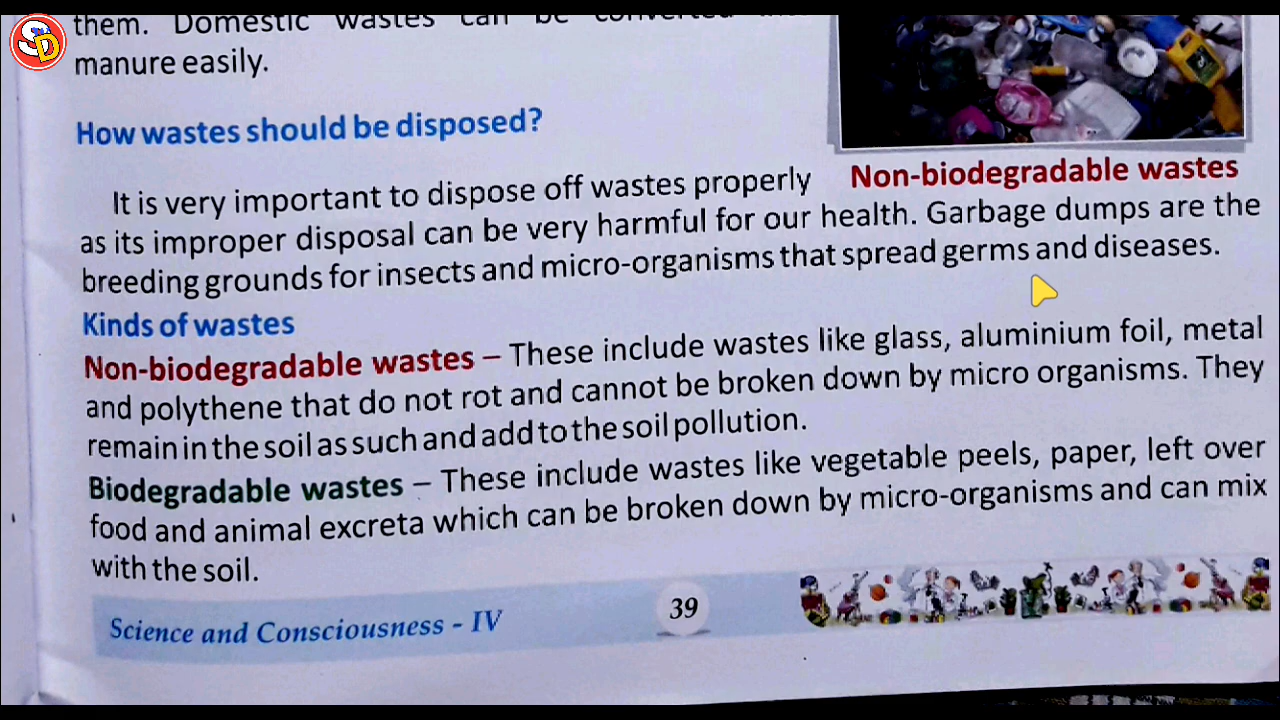 them. Domestic wastes can be converted
manure easily.
How wastes should be disposed?
It is very important to dispose off wastes properly
Non-biodegradable wastes
as its improper disposal can be very harmful for our health. Garbage dumps are the
breeding grounds for insects and micro-organisms that spread germs and diseases.
Kinds of wastes
Non-biodegradable wastes – These include wastes like glass, aluminium foil, metal
and polythene that do not rot and cannot be broken down by micro organisms. They
remain in the soil as such and add to the soil pollution.
Biodegradable wastes – These include wastes like vegetable peels, paper, left over
food and animal excreta which can be broken down by micro-organisms and can mix
with the soil.
Science and Consciousness - IV
39